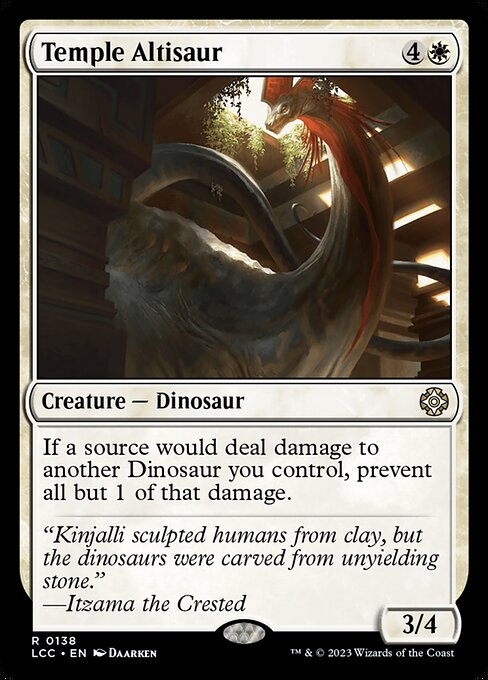 Temple Altisaur 4
Creature — Dinosaur
If a source would deal damage to
another Dinosaur you control, prevent
all but 1 of that damage.
“Kinjalli sculpted humans from clay, but
the dinosaurs were carved from unyielding
stone.”
—Itzama the Crested
3/4
R 0138
LCC • EN DAARKEN
™ & © 2023 Wizards of the Coast